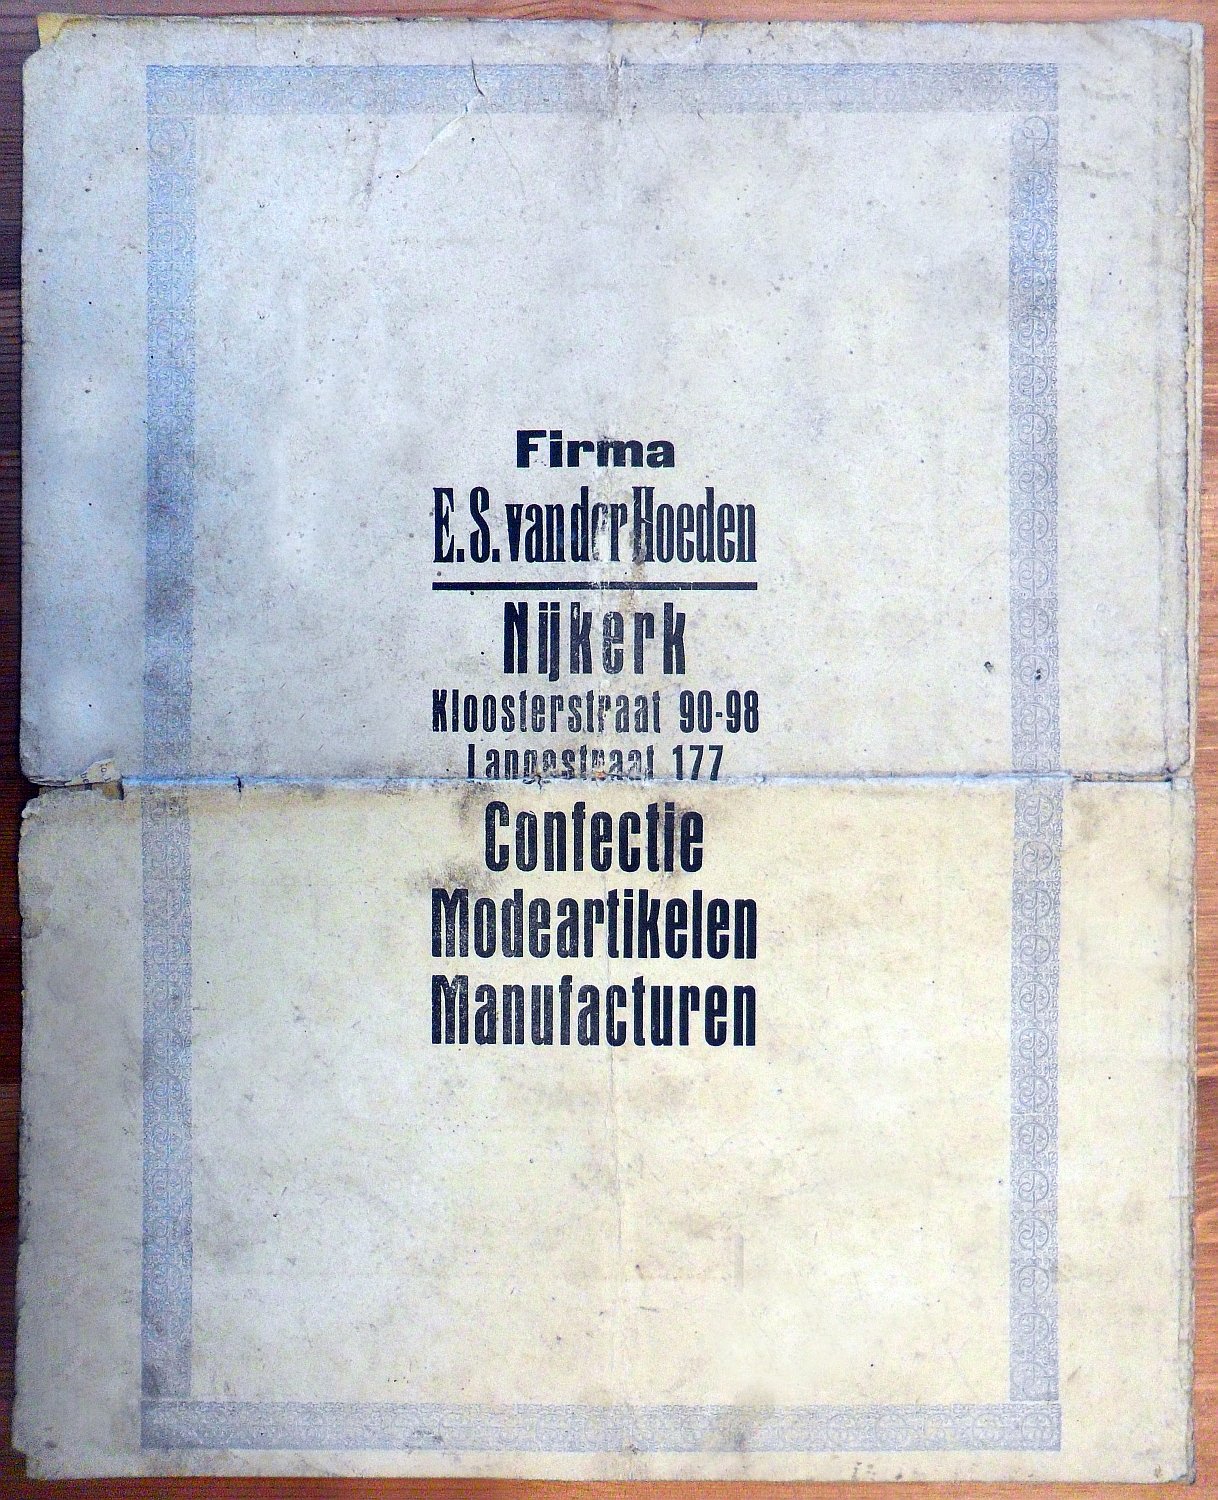 Firma
E. S. van der Hoeden
Nijkerk
Kloosterstraat 90-98
Langestraat 177
Confectie
Modeartikelen
Manufacturen